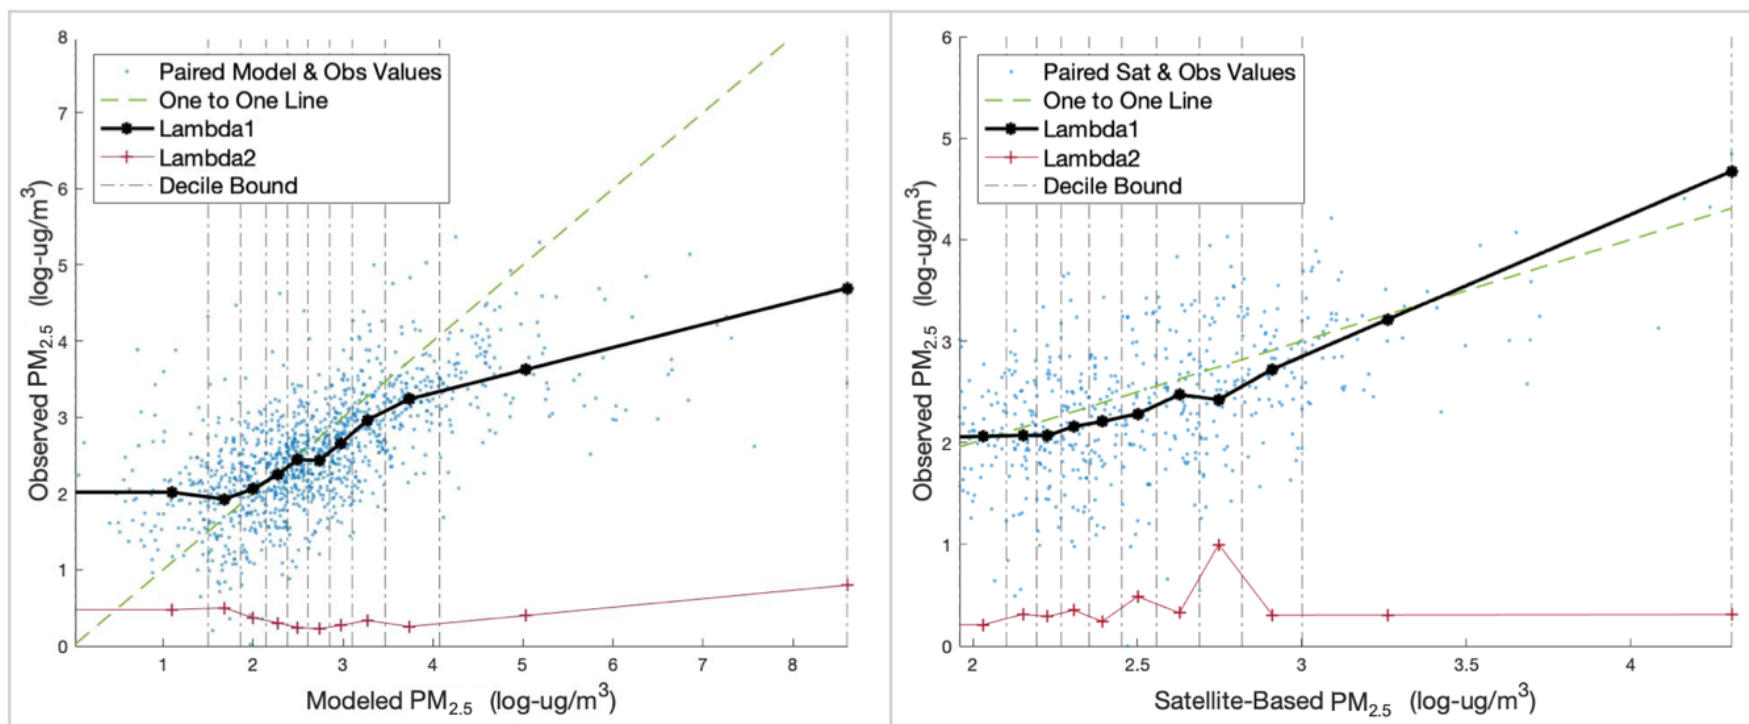 8
7
6
5
4
3
2
1
0
Observed PM2.5 (log-ug/m3)
Paired Model & Obs Values
One to One Line
Lambda1
Lambda2
Decile Bound
1 2 3 4 5 6 7 8
Modeled PM2.5 (log-ug/m3)
6
5
4
3
2
1
0
Observed PM2.5 (log-ug/m3)
Paired Sat & Obs Values
One to One Line
Lambda1
Lambda2
Decile Bound
2 2.5 3 3.5 4
Satellite-Based PM2.5 (log-ug/m3)